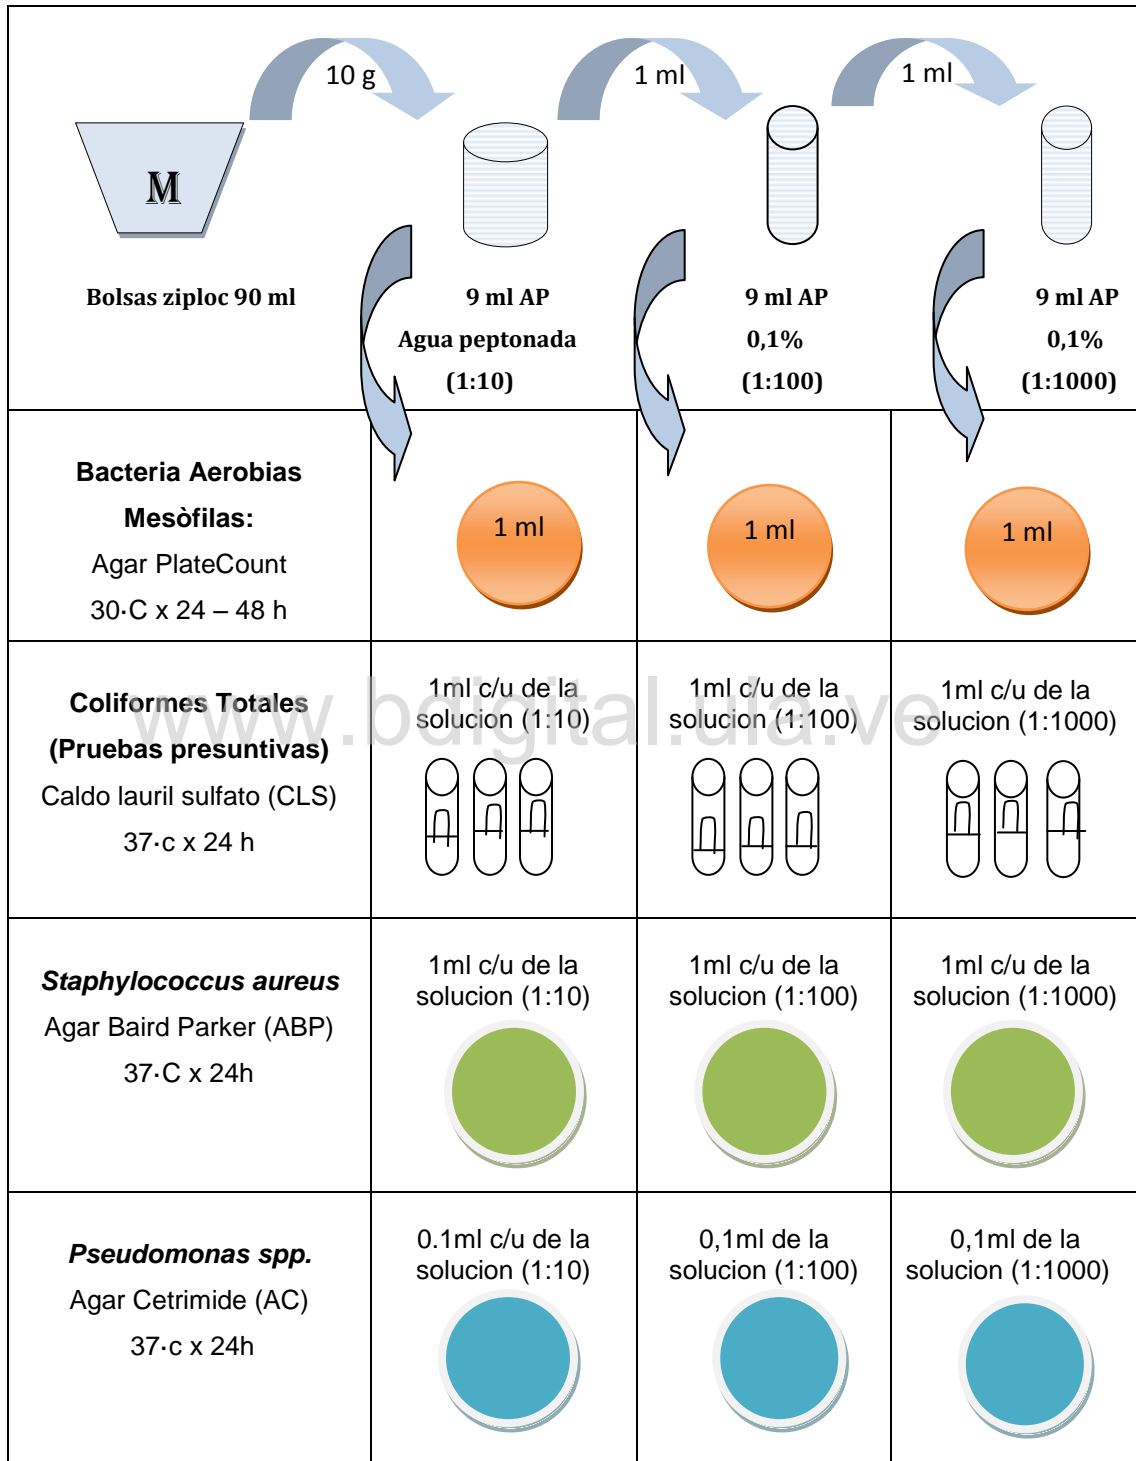 10 g
1 ml
1 ml
M
Bolsas ziploc 90 ml
9 ml AP
Agua peptonada
(1:10)
9 ml AP
0,1%
(1:100)
9 ml AP
0,1%
(1:1000)
Bacteria Aerobias
Mesòfilas:
Agar PlateCount
30·C x 24 – 48 h
1 ml
1 ml
1 ml
Coliformes Totales
(Pruebas presuntivas)
Caldo lauril sulfato (CLS)
37·c x 24 h
1ml c/u de la
solucion (1:10)
1ml c/u de la
solucion (1:100)
1ml c/u de la
solucion (1:1000)
www.bdigital.ula.ve
Staphylococcus aureus
Agar Baird Parker (ABP)
37·C x 24h
1ml c/u de la
solucion (1:10)
1ml c/u de la
solucion (1:100)
1ml c/u de la
solucion (1:1000)
Pseudomonas spp.
Agar Cetrimide (AC)
37·c x 24h
0.1ml c/u de la
solucion (1:10)
0,1ml de la
solucion (1:100)
0,1ml de la
solucion (1:1000)